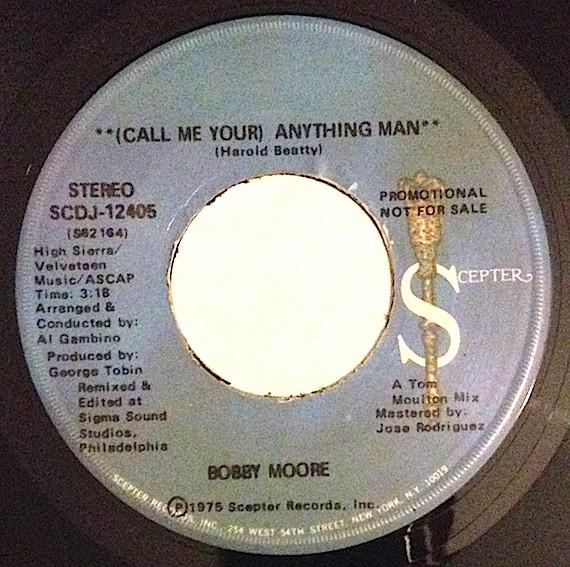 **(CALL ME YOUR) ANYTHING MAN**
(Harold Beatty)
STEREO
SCDJ-12405
(S62164)
High Sierra/
Velveteen
Music/ASCAP
Time: 3:18
Arranged &
Conducted by:
Al Gambino
Produced by:
George Tobin
Remixed &
Edited at
Sigma Sound
Studios,
Philadelphia
PROMOTIONAL
NOT FOR SALE
SCEPTER
A Tom
Moulton Mix
Mastered by:
Jose Rodriguez
BOBBY MOORE
Ⓟ1975 Scepter Records, Inc.
SCEPTER RECORDS, INC. 254 WEST 54TH STREET, NEW YORK, N.Y. 10019